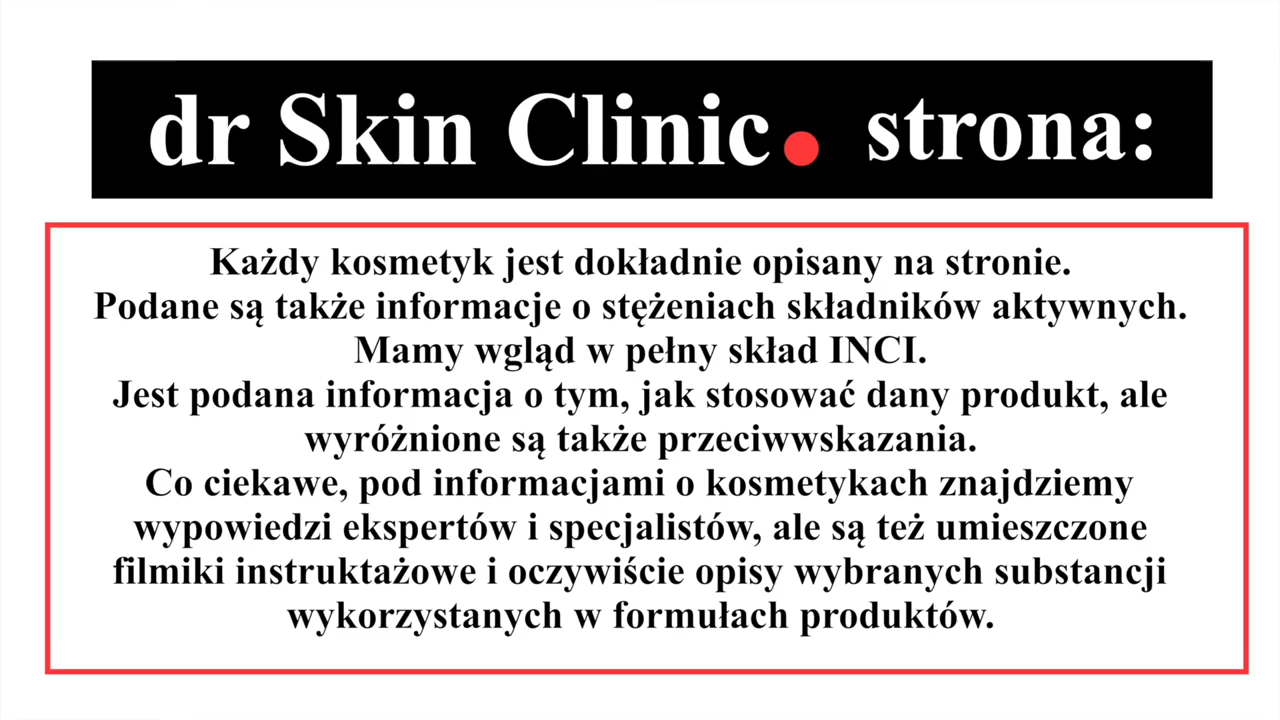 dr Skin Clinic. strona:
Każdy kosmetyk jest dokładnie opisany na stronie.
Podane są także informacje o stężeniach składników aktywnych.
Mamy wgląd w pełny skład INCI.
Jest podana informacja o tym, jak stosować dany produkt, ale
wyróżnione są także przeciwwskazania.
Co ciekawe, pod informacjami o kosmetykach znajdziemy
wypowiedzi ekspertów i specjalistów, ale są też umieszczone
filmiki instruktażowe i oczywiście opisy wybranych substancji
wykorzystanych w formułach produktów.